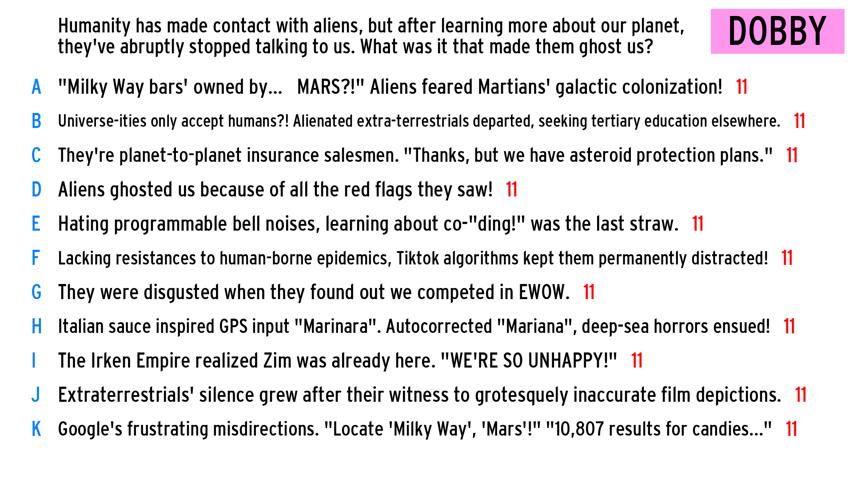 Humanity has made contact with aliens, but after learning more about our planet,
they've abruptly stopped talking to us. What was it that made them ghost us?
DOBBY
A "Milky Way bars' owned by... MARS?!" Aliens feared Martians' galactic colonization! 11
B Universe-ities only accept humans?! Alienated extra-terrestrials departed, seeking tertiary education elsewhere. 11
C They're planet-to-planet insurance salesmen. "Thanks, but we have asteroid protection plans." 11
D Aliens ghosted us because of all the red flags they saw! 11
E Hating programmable bell noises, learning about co-"ding!" was the last straw. 11
F Lacking resistances to human-borne epidemics, Tiktok algorithms kept them permanently distracted! 11
G They were disgusted when they found out we competed in EWOW. 11
H Italian sauce inspired GPS input "Marinara". Autocorrected "Mariana", deep-sea horrors ensued! 11
I The Irken Empire realized Zim was already here. "WE'RE SO UNHAPPY!" 11
J Extraterrestrials' silence grew after their witness to grotesquely inaccurate film depictions. 11
K Google's frustrating misdirections. "Locate 'Milky Way', 'Mars'!" "10,807 results for candies..." 11